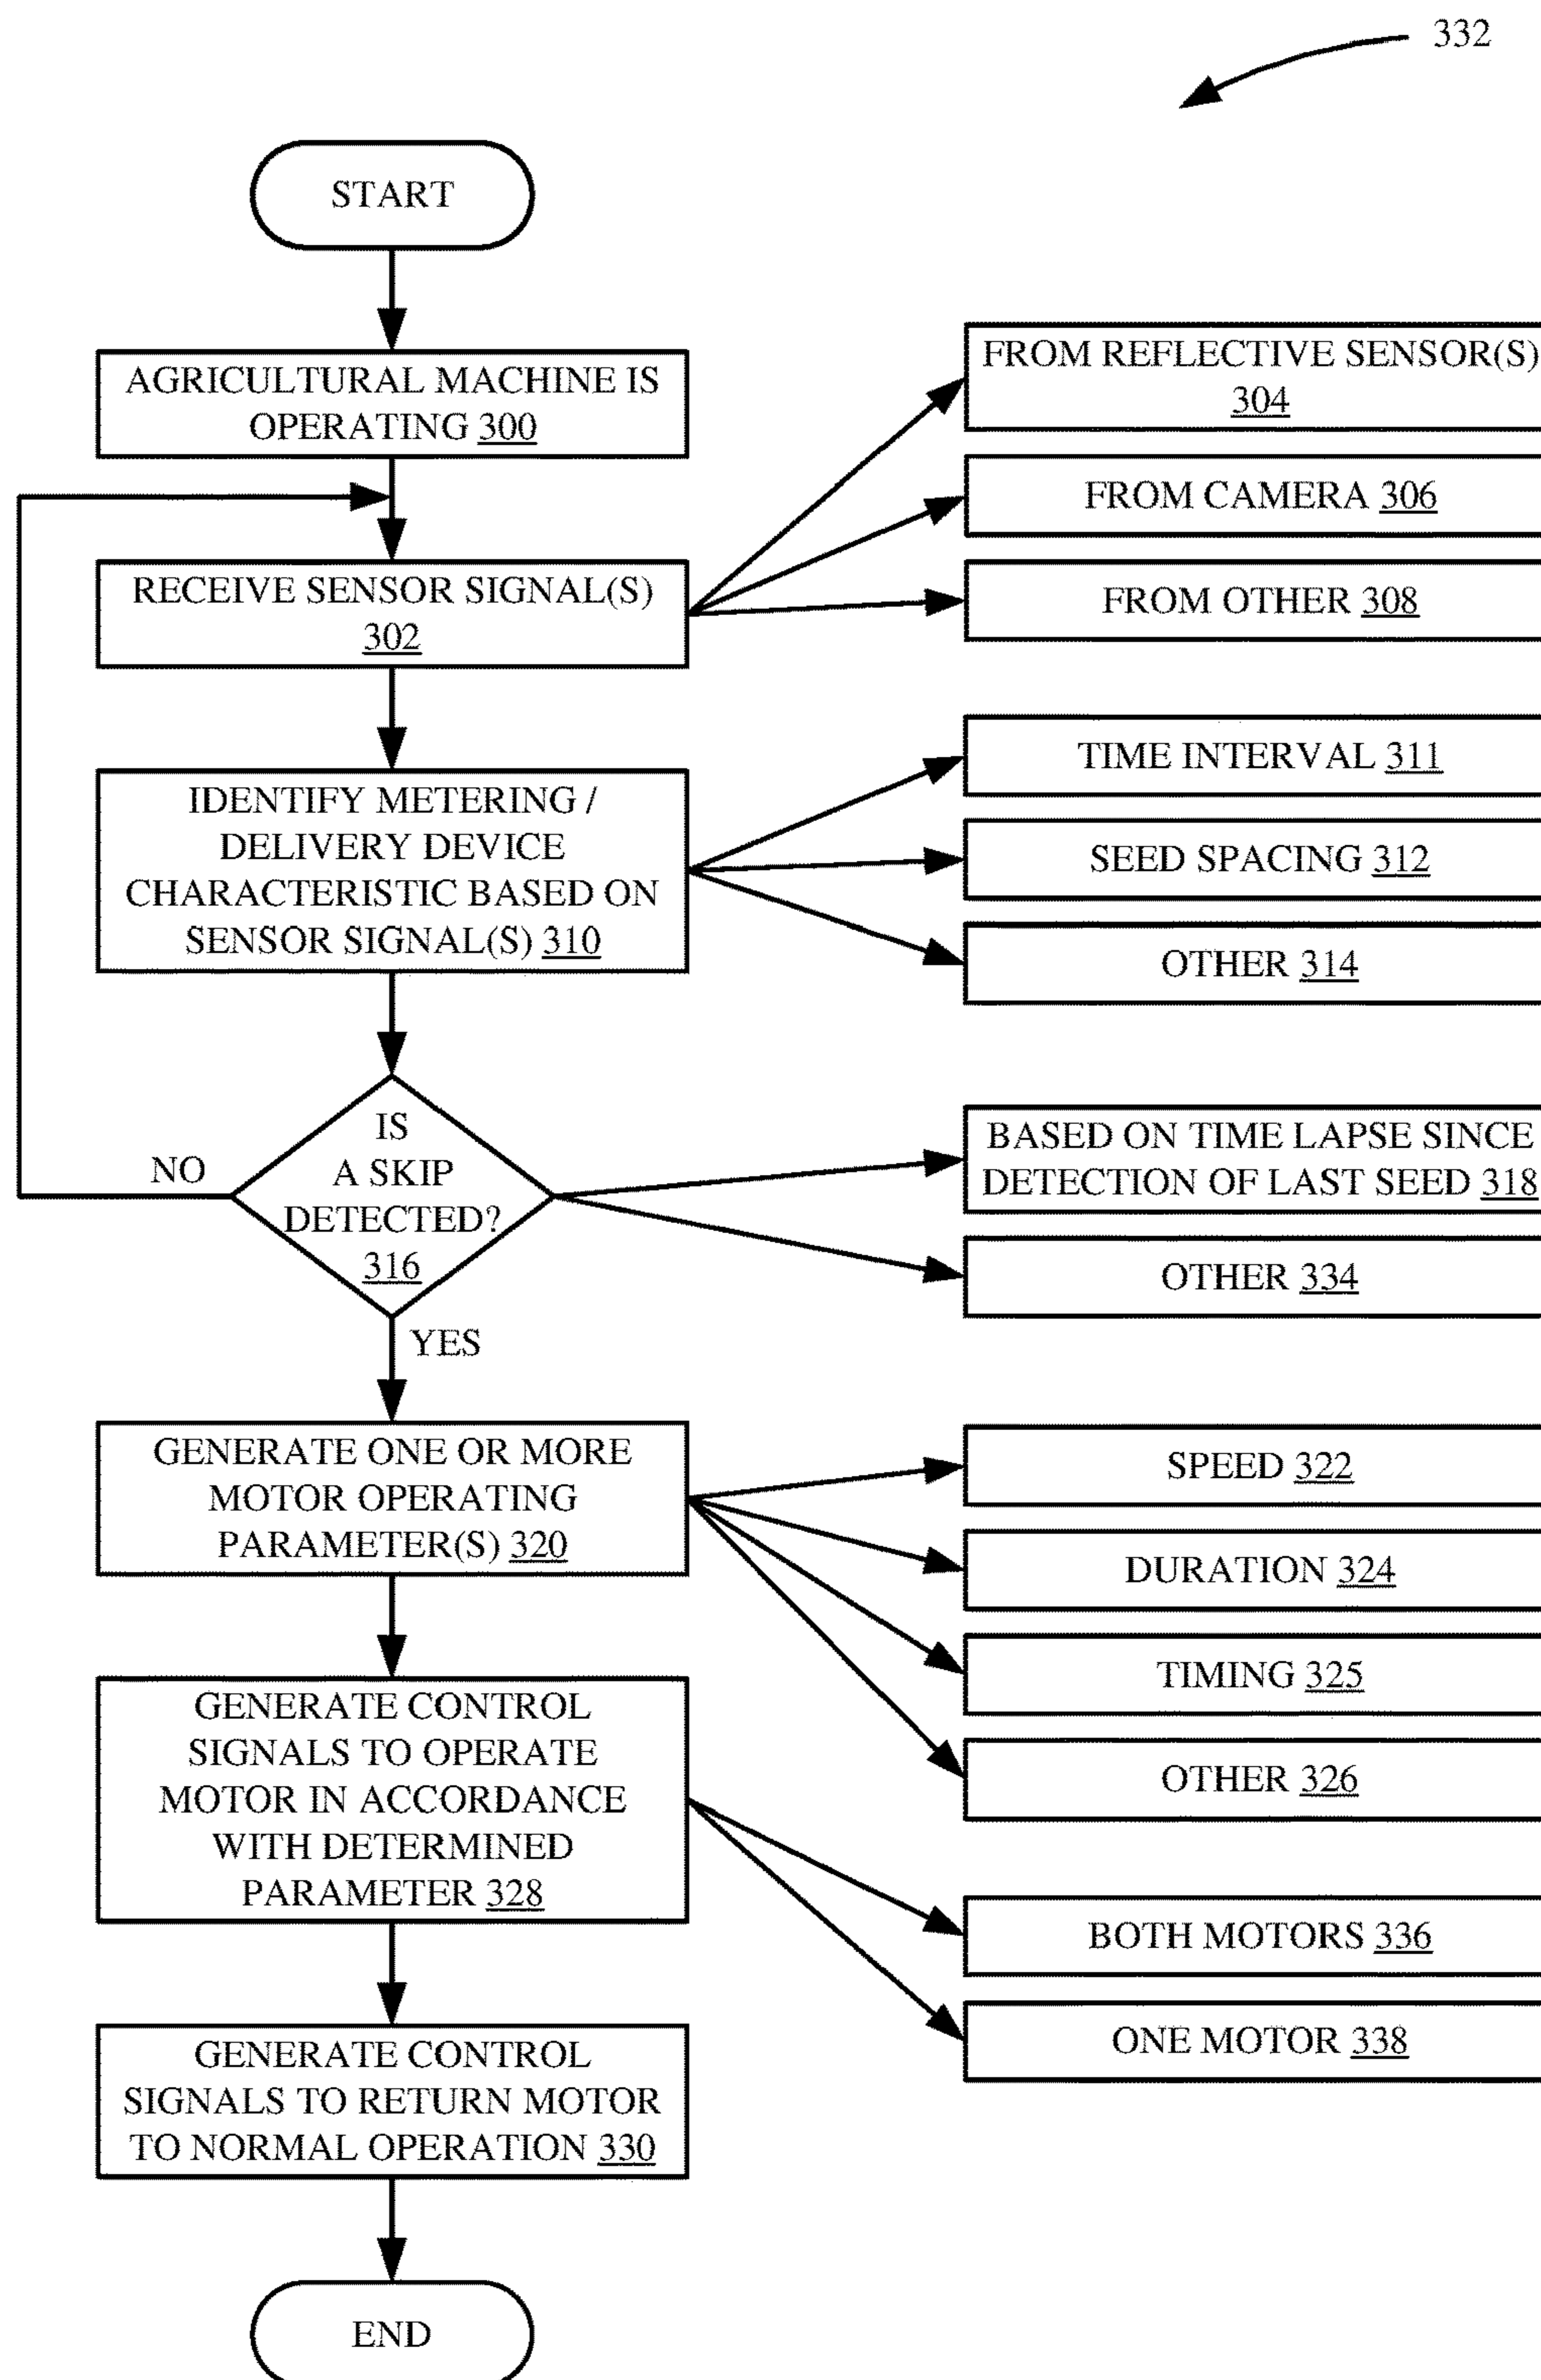 332
START
AGRICULTURAL MACHINE IS
OPERATING 300
FROM REFLECTIVE SENSOR(S)
304
FROM CAMERA 306
FROM OTHER 308
RECEIVE SENSOR SIGNAL(S)
302
IDENTIFY METERING /
DELIVERY DEVICE
CHARACTERISTIC BASED ON
SENSOR SIGNAL(S) 310
TIME INTERVAL 311
SEED SPACING 312
OTHER 314
IS
A SKIP
DETECTED?
316
NO
YES
BASED ON TIME LAPSE SINCE
DETECTION OF LAST SEED 318
OTHER 334
GENERATE ONE OR MORE
MOTOR OPERATING
PARAMETER(S) 320
SPEED 322
DURATION 324
TIMING 325
OTHER 326
GENERATE CONTROL
SIGNALS TO OPERATE
MOTOR IN ACCORDANCE
WITH DETERMINED
PARAMETER 328
BOTH MOTORS 336
ONE MOTOR 338
GENERATE CONTROL
SIGNALS TO RETURN MOTOR
TO NORMAL OPERATION 330
END